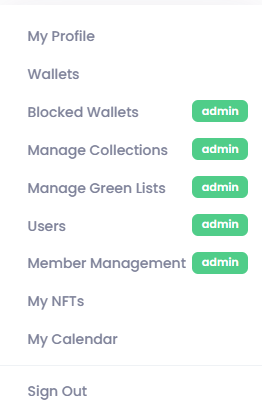 My Profile
Wallets
Blocked Wallets admin
Manage Collections admin
Manage Green Lists admin
Users admin
Member Management admin
My NFTs
My Calendar
Sign Out